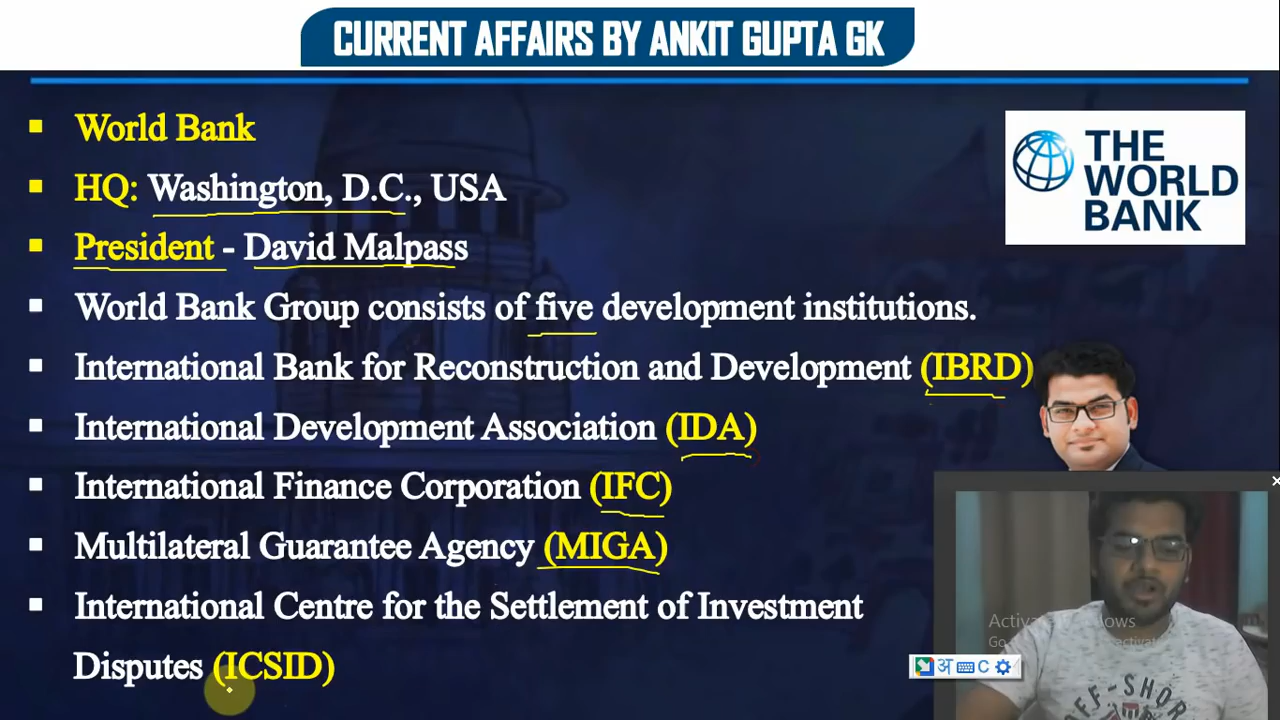 CURRENT AFFAIRS BY ANKIT GUPTA GK
World Bank
HQ: Washington, D.C., USA
President - David Malpass
World Bank Group consists of five development institutions.
International Bank for Reconstruction and Development (IBRD)
International Development Association (IDA)
International Finance Corporation (IFC)
Multilateral Guarantee Agency (MIGA)
International Centre for the Settlement of Investment
Disputes (ICSID)
THE
WORLD
BANK
अ C